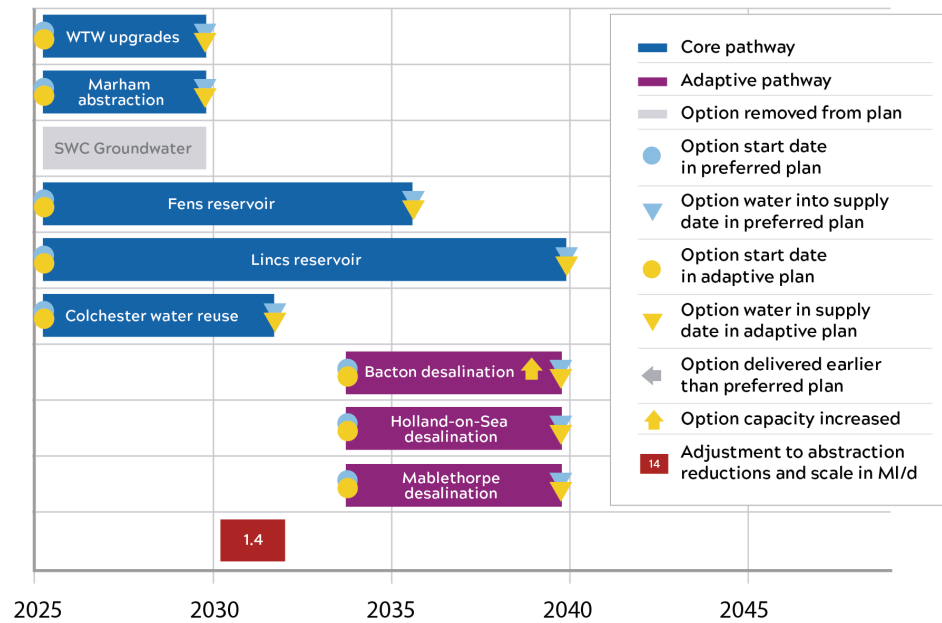 WTW upgrades
Marham
abstraction
SWC Groundwater
Fens reservoir
Lincs reservoir
Colchester water reuse
Bacton desalination
Holland-on-Sea
desalination
Mablethorpe
desalination
1.4
2025
2030
2035
2040
2045
Core pathway
Adaptive pathway
Option removed from plan
Option start date
in preferred plan
Option water into supply
date in preferred plan
Option start date
in adaptive plan
Option water in supply
date in adaptive plan
Option delivered earlier
than preferred plan
Option capacity increased
14
Adjustment to abstraction
reductions and scale in Ml/d